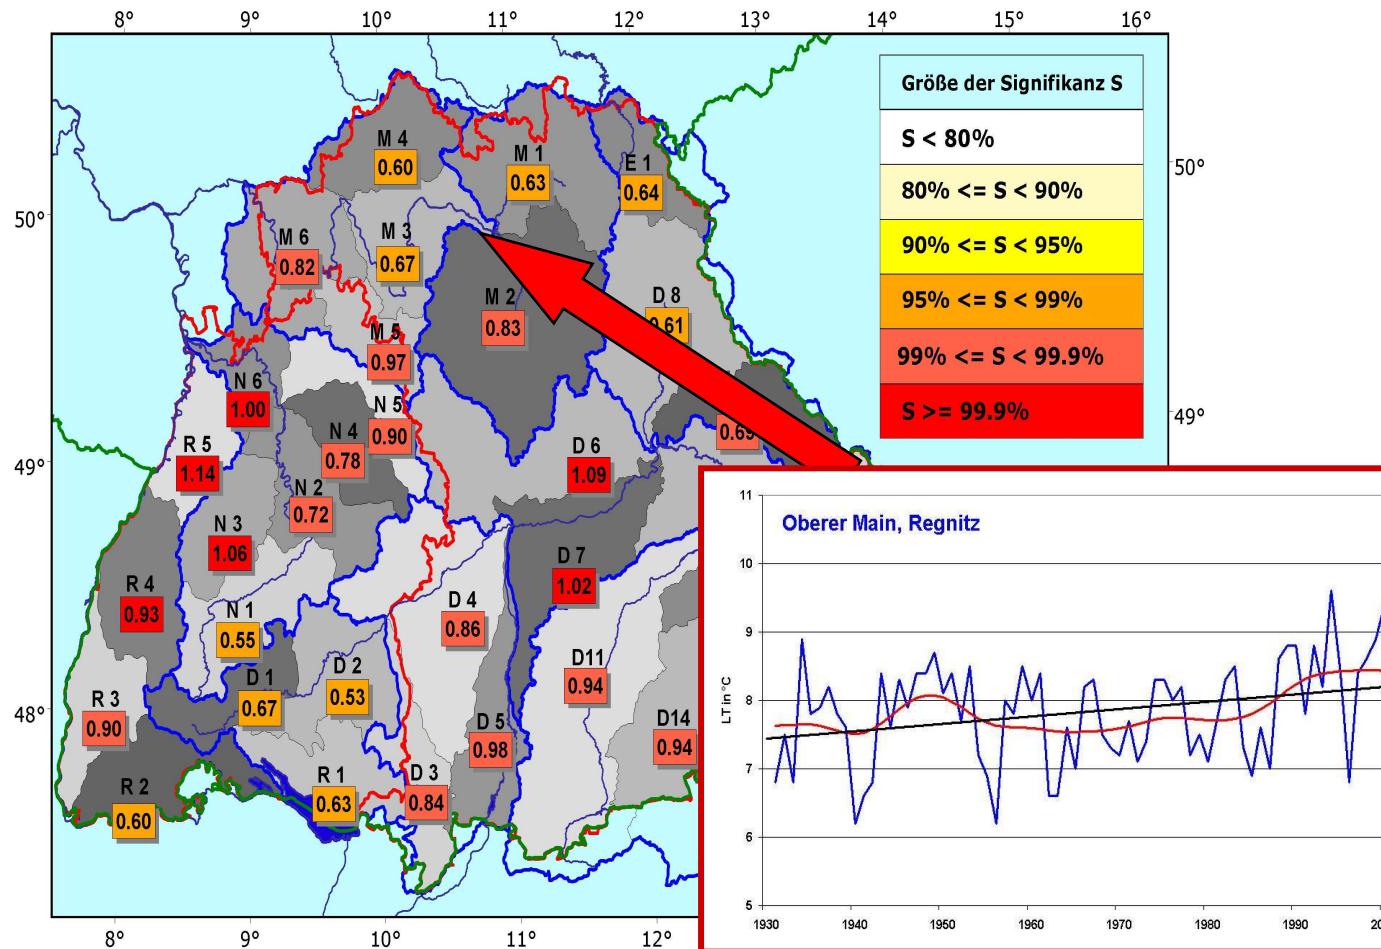 8° 9° 10° 11° 12° 13° 14° 15° 16°
Größe der Signifikanz S
S < 80%
80% <= S < 90%
90% <= S < 95%
95% <= S < 99%
99% <= S < 99.9%
S >= 99.9%
50°
49°
50°
49°
48°
M 4
0.60
M 1
0.63
E 1
0.64
M 6
0.82
M 3
0.67
M 2
0.83
D 8
0.61
M 5
0.97
N 6
1.00
N 5
0.90
N 4
0.78
R 5
1.14
D 6
1.09
N 2
0.72
N 3
1.06
D 7
1.02
R 4
0.93
N 1
0.55
D 4
0.86
D 2
0.53
D 1
0.67
D11
0.94
R 3
0.90
D 5
0.98
D14
0.94
R 2
0.60
R 1
0.63
D 3
0.84
8° 9° 10° 11° 12°
Oberer Main, Regnitz
LT in °C
11
10
9
8
7
6
5
1930 1940 1950 1960 1970 1980 1990